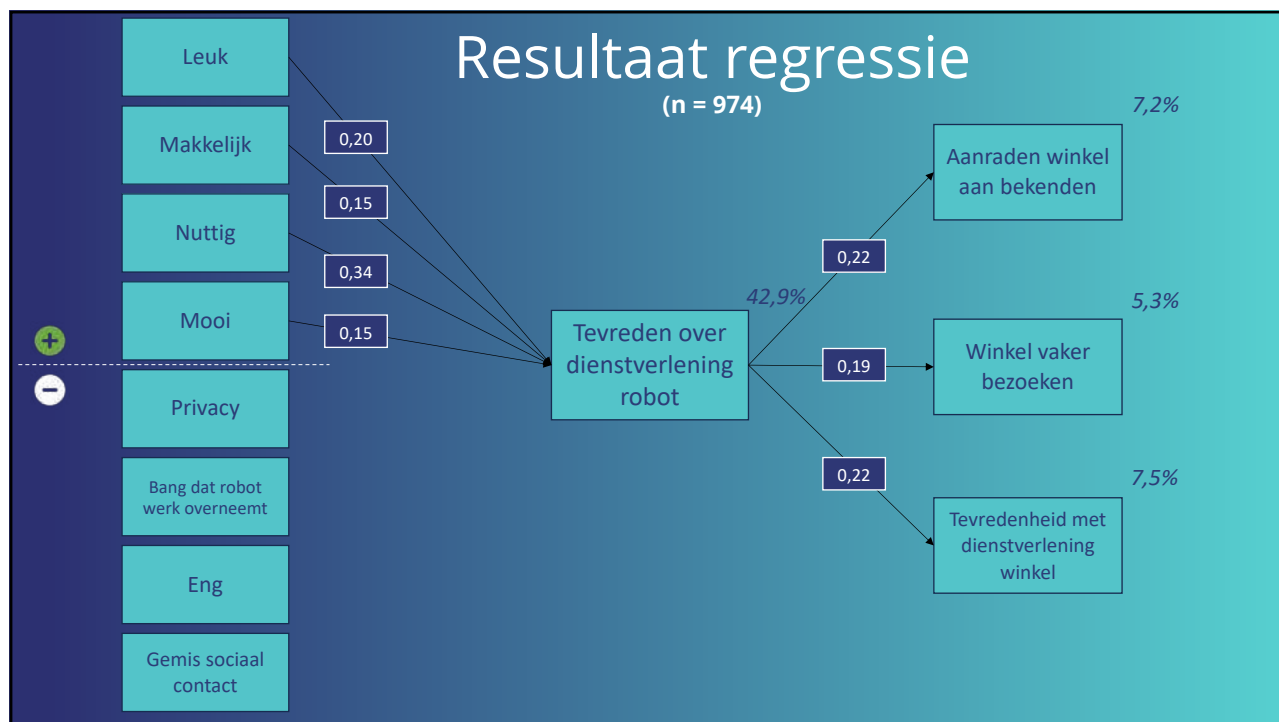 Resultaat regressie
(n = 974)
Leuk
Makkelijk
Nuttig
Mooi
Privacy
Bang dat robot
werk overneemt
Eng
Gemis sociaal
contact
0,20
0,15
0,34
0,15
42,9%
Tevreden over
dienstverlening
robot
0,22
0,19
0,22
7,2%
Aanraden winkel
aan bekenden
5,3%
Winkel vaker
bezoeken
7,5%
Tevredenheid met
dienstverlening
winkel